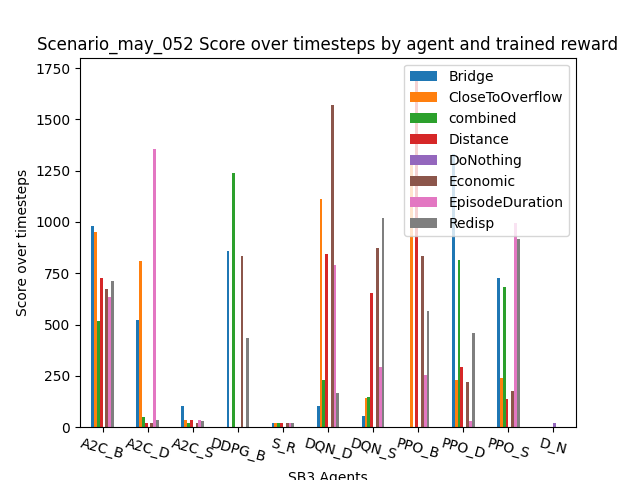 Scenario_may_052 Score over timesteps by agent and trained reward
1750
1500
1250
1000
750
500
250
0
Score over timesteps
Bridge
CloseToOverflow
combined
Distance
DoNothing
Economic
EpisodeDuration
Redisp
A2C_B
A2C_D
A2C_S
DDPG_B
S_R
DQN_D
DQN_S
PPO_B
PPO_D
PPO_S
D_N
SB3 Agents